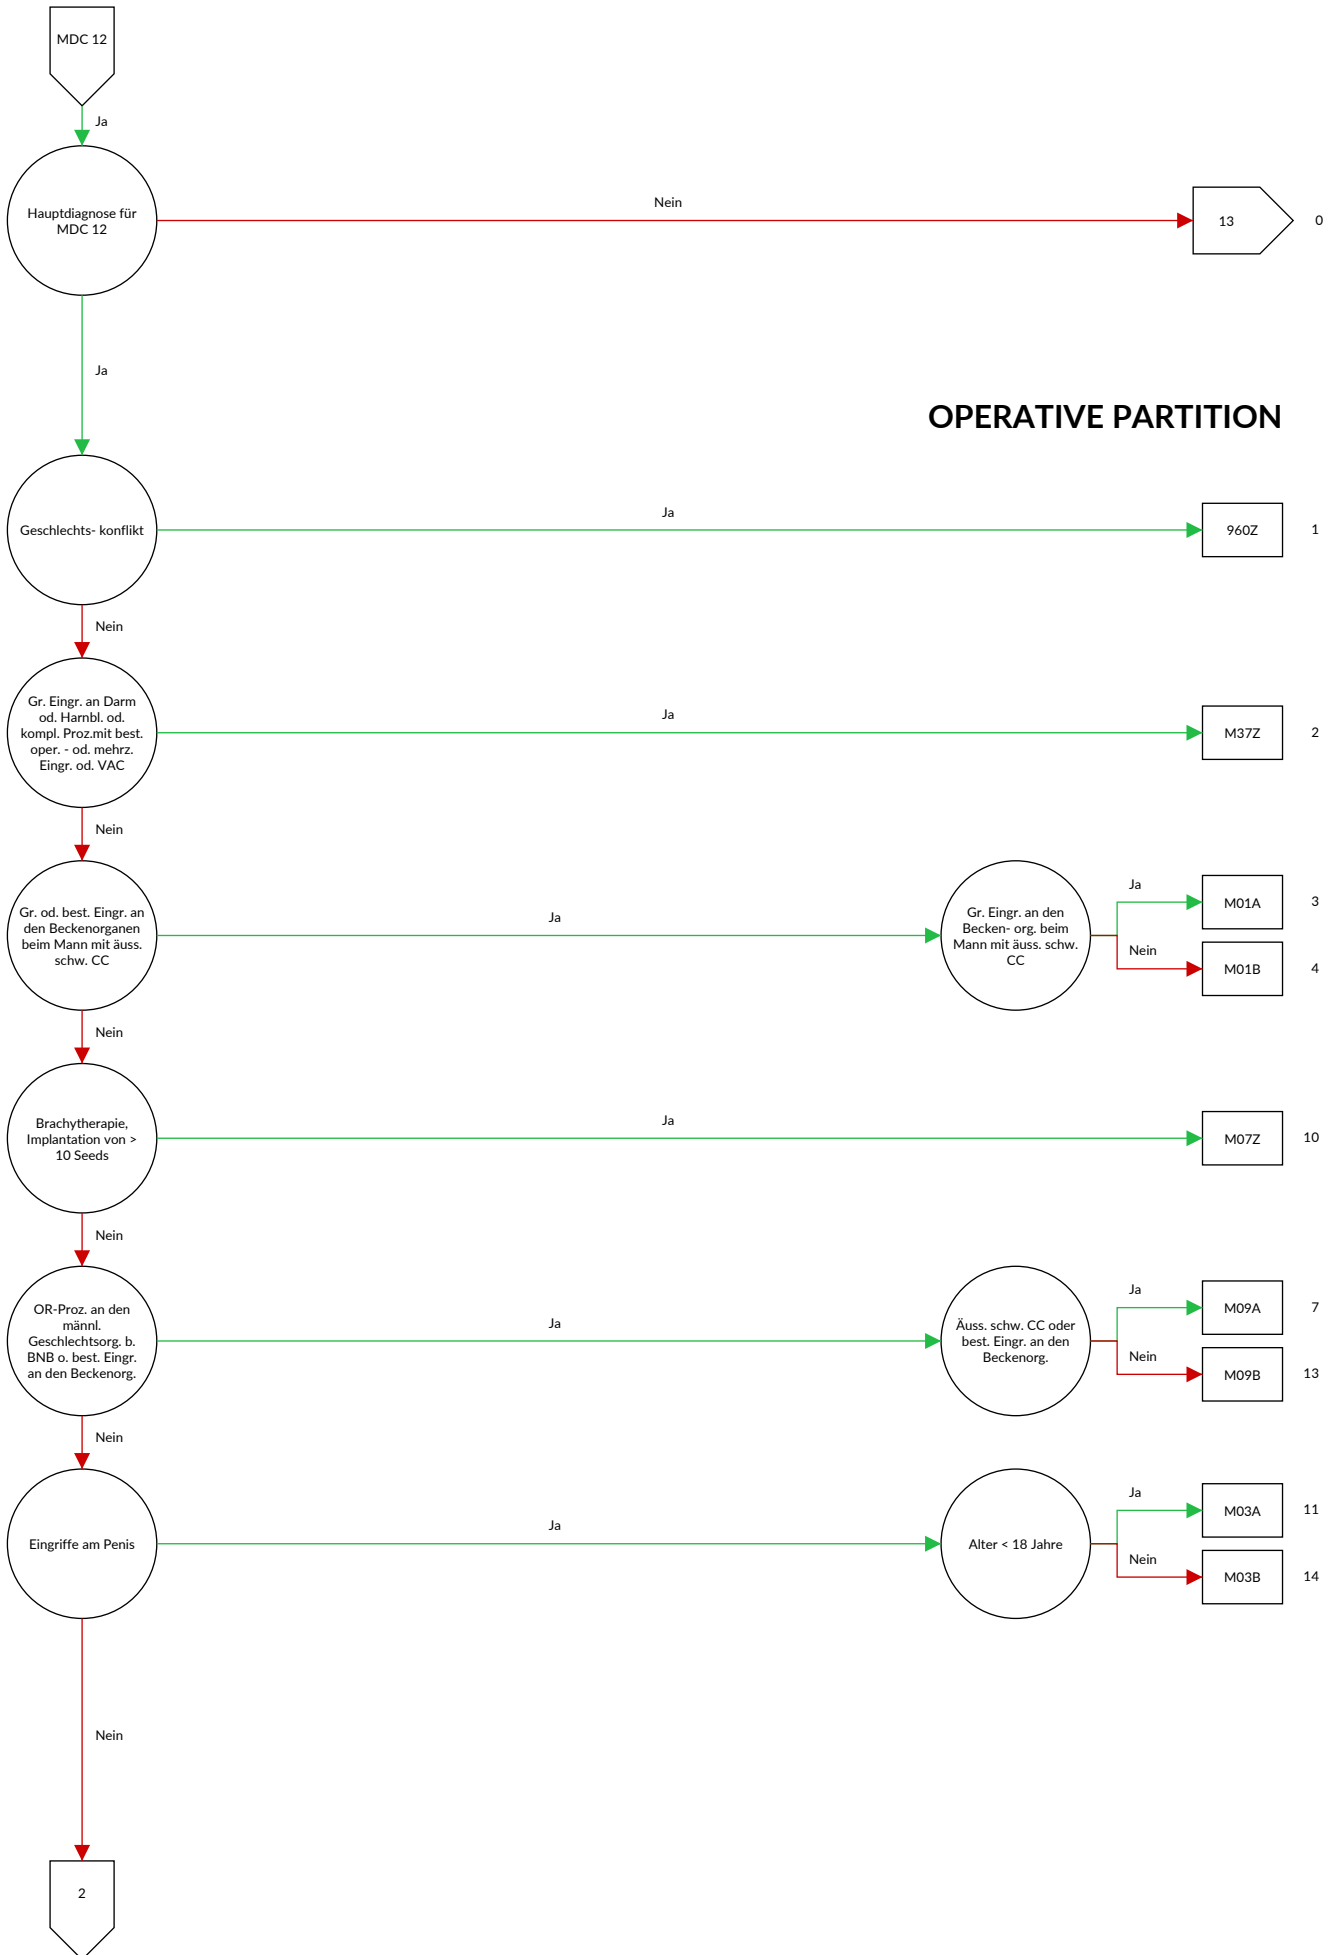 MDC 12
Ja
Hauptdiagnose für
MDC 12
Nein
13
0
Ja
OPERATIVE PARTITION
Geschlechts- konflikt
Ja
960Z
1
Nein
Gr. Eingr. an Darm
od. Harnbl. od.
kompl. Proz.mit best.
oper. - od. mehrz.
Eingr. od. VAC
Ja
M37Z
2
Nein
Gr. od. best. Eingr. an
den Beckenorganen
beim Mann mit äuss.
schw. CC
Ja
Gr. Eingr. an den
Becken- org. beim
Mann mit äuss. schw.
CC
Ja
M01A
3
Nein
M01B
4
Nein
Brachytherapie,
Implantation von >
10 Seeds
Ja
M07Z
10
Nein
OR-Proz. an den
männl.
Geschlechtsorg. b.
BNB o. best. Eingr.
an den Beckenorg.
Ja
Äuss. schw. CC oder
best. Eingr. an den
Beckenorg.
Ja
M09A
7
Nein
M09B
13
Nein
Eingriffe am Penis
Ja
Alter < 18 Jahre
Ja
M03A
11
Nein
M03B
14
Nein
2